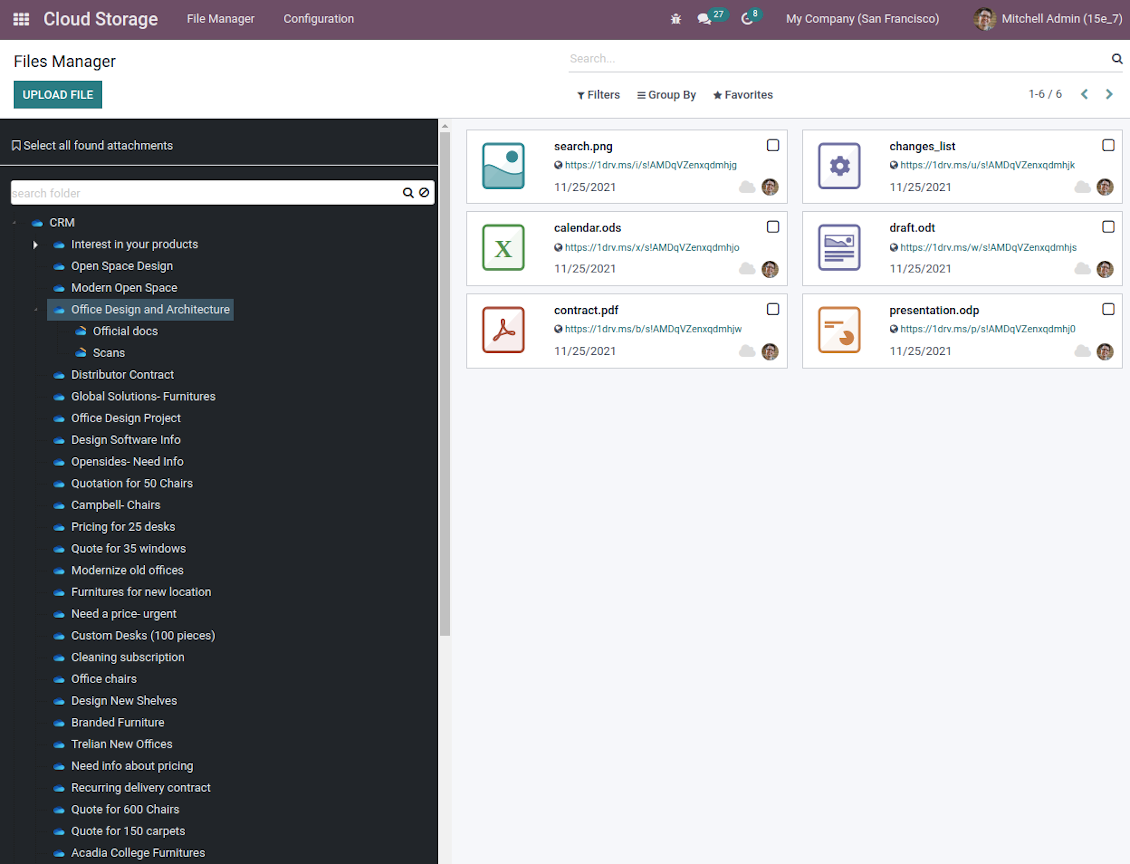 Cloud Storage File Manager Configuration 27 8 My Company (San Francisco) Mitchell Admin (15e_7)
Files Manager
Search...
UPLOAD FILE
Filters Group By Favorites 1-6 / 6
Select all found attachments
search folder
CRM
Interest in your products
Open Space Design
Modern Open Space
Office Design and Architecture
Official docs
Scans
Distributor Contract
Global Solutions- Furnitures
Office Design Project
Design Software Info
Opensides- Need Info
Quotation for 50 Chairs
Campbell- Chairs
Pricing for 25 desks
Quote for 35 windows
Modernize old offices
Furnitures for new location
Need a price- urgent
Custom Desks (100 pieces)
Cleaning subscription
Office chairs
Design New Shelves
Branded Furniture
Trelian New Offices
Need info about pricing
Recurring delivery contract
Quote for 600 Chairs
Quote for 150 carpets
Acadia College Furnitures
search.png
https://1drv.ms/i/s!AMDqVZenxqdmhjg
11/25/2021
changes_list
https://1drv.ms/u/s!AMDqVZenxqdmhjk
11/25/2021
X
calendar.ods
https://1drv.ms/x/s!AMDqVZenxqdmhjo
11/25/2021
draft.odt
https://1drv.ms/w/s!AMDqVZenxqdmhjs
11/25/2021
contract.pdf
https://1drv.ms/b/s!AMDqVZenxqdmhjw
11/25/2021
presentation.odp
https://1drv.ms/p/s!AMDqVZenxqdmhj0
11/25/2021